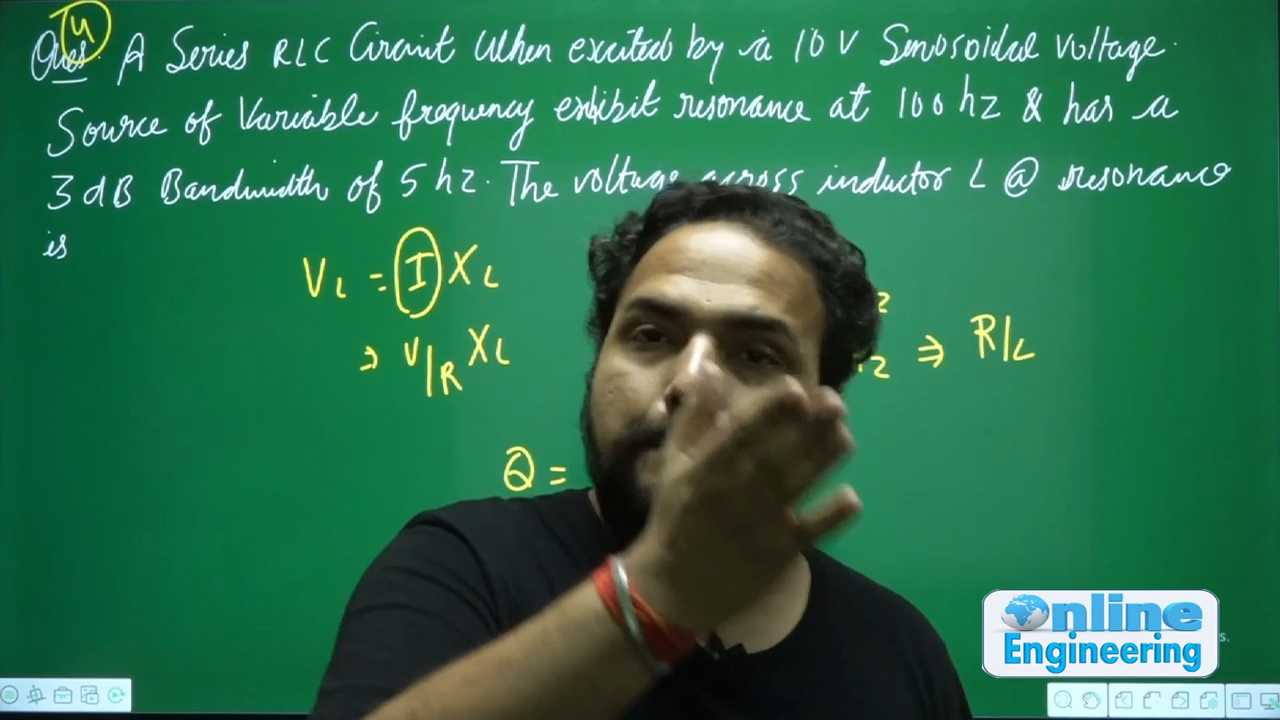 Ques 4 A Series RLC Circuit when excited by a 10 V Sinosoidal voltage
Source of Variable frequency exhibit resonance at 100 hz & has a
3 dB Bandwidth of 5 hz. The voltage across inductor L @ resonance
is
VL = I XL
⇒ V/R XL
⇒ R/L
Q =
Online
Engineering